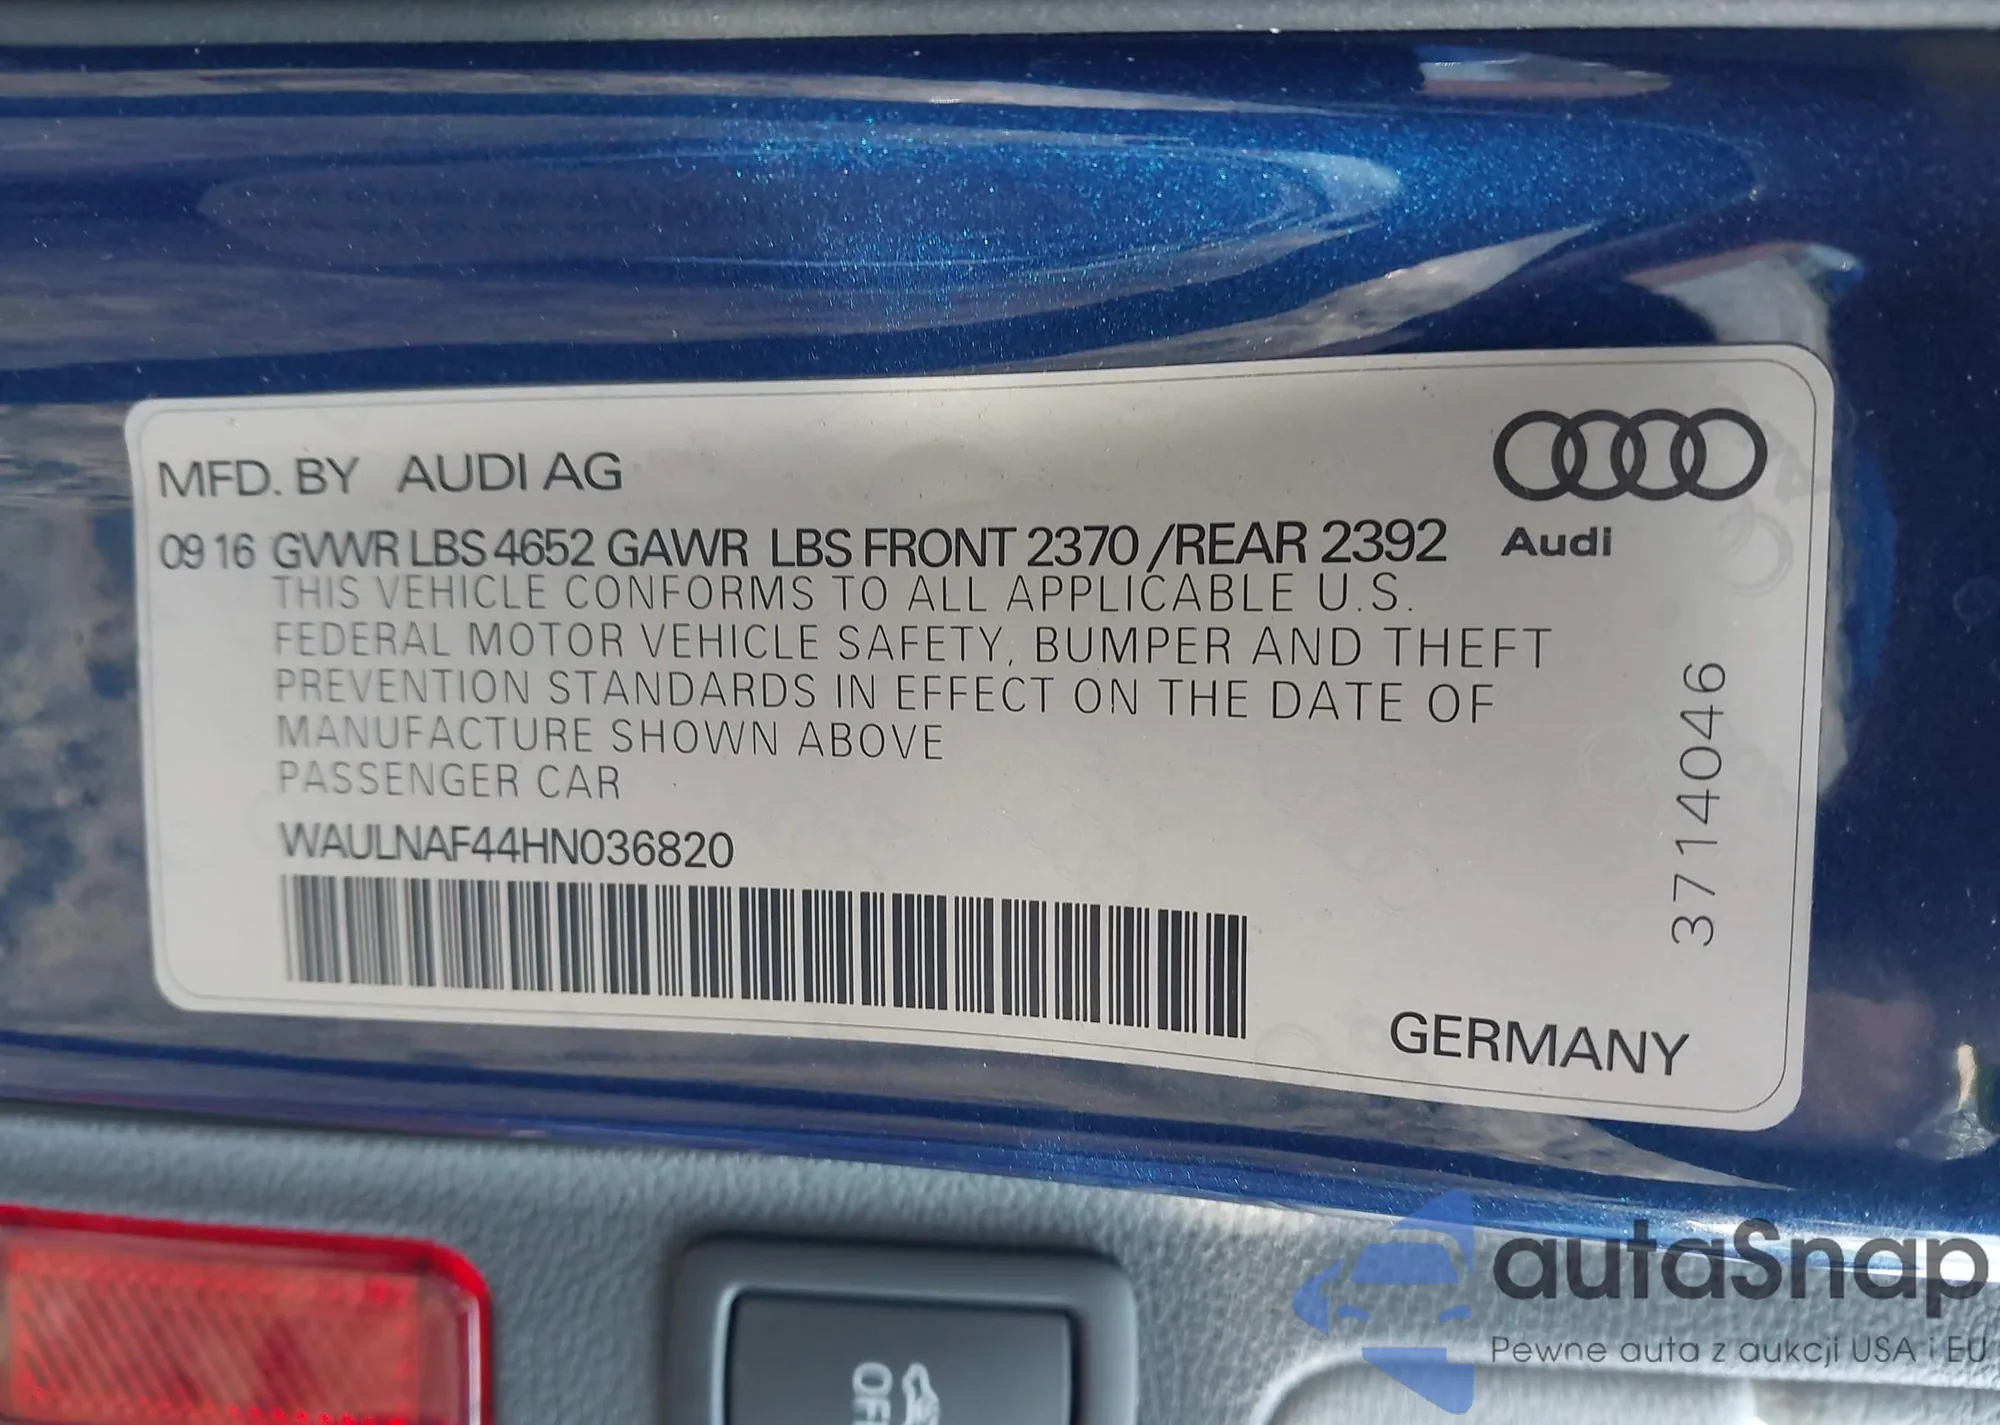 MFD. BY AUDI AG
09 16 GVWR LBS 4652 GAWR LBS FRONT 2370 /REAR 2392
Audi
THIS VEHICLE CONFORMS TO ALL APPLICABLE U.S.
FEDERAL MOTOR VEHICLE SAFETY, BUMPER AND THEFT
PREVENTION STANDARDS IN EFFECT ON THE DATE OF
MANUFACTURE SHOWN ABOVE
PASSENGER CAR
WAULNAF44HN036820
3714046
GERMANY
OFF
autaSnap
Pewne auta z aukcji USA i EU